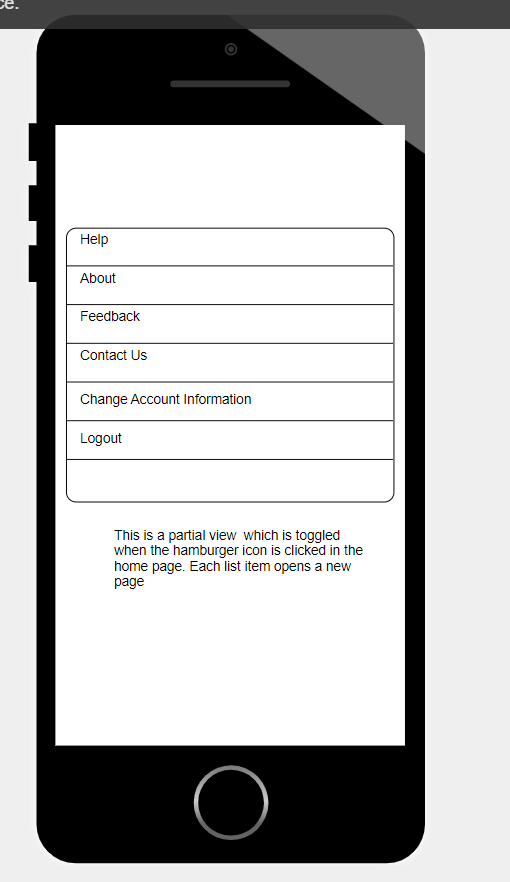 ce.
Help
About
Feedback
Contact Us
Change Account Information
Logout
This is a partial view which is toggled
when the hamburger icon is clicked in the
home page. Each list item opens a new
page